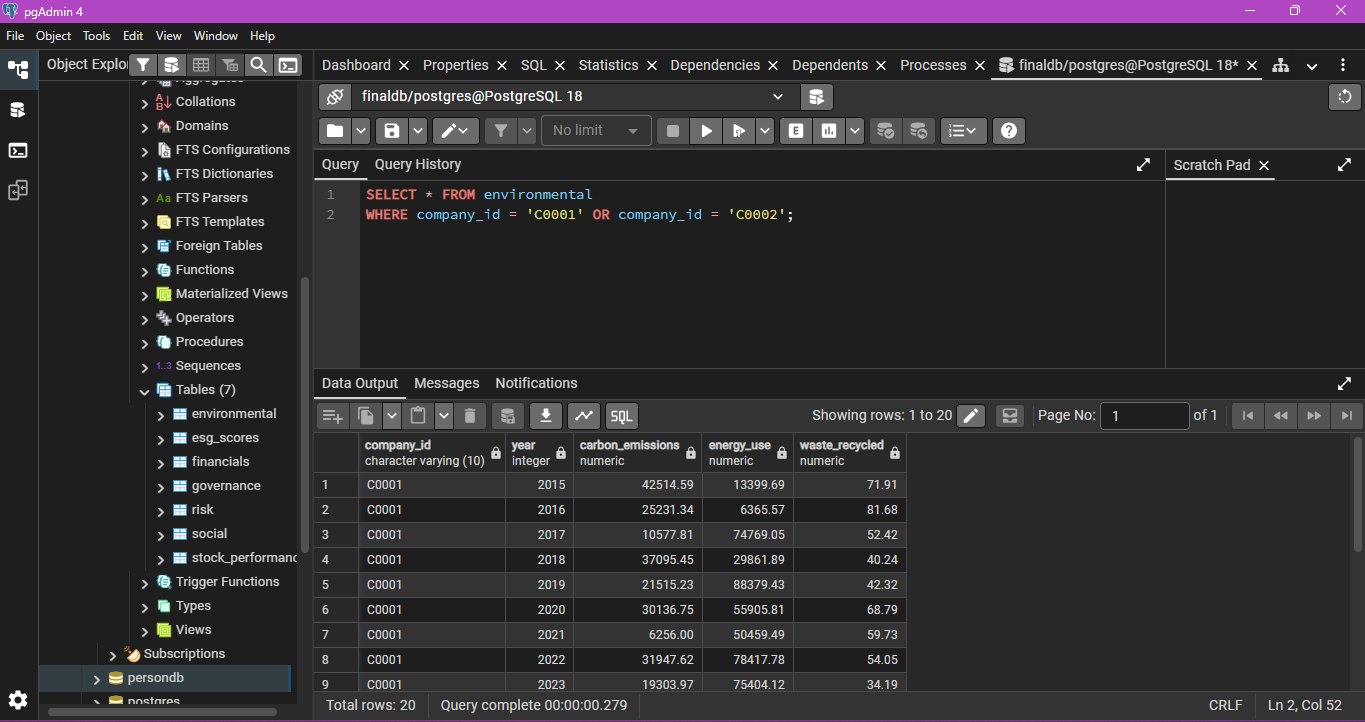 pgAdmin 4
File Object Tools Edit View Window Help
Object Explo
Dashboard Properties SQL Statistics Dependencies Dependents Processes finaldb/postgres@PostgreSQL 18*
finaldb/postgres@PostgreSQL 18
No limit
E
Query Query History
Scratch Pad
1 SELECT * FROM environmental
2 WHERE company_id = 'C0001' OR company_id = 'C0002';
Aggregates
Collations
Domains
FTS Configurations
FTS Dictionaries
Aa FTS Parsers
FTS Templates
Foreign Tables
Functions
Materialized Views
Operators
Procedures
1..3 Sequences
Tables (7)
environmental
esg_scores
financials
governance
risk
social
stock_performanc
Trigger Functions
Types
Views
Subscriptions
persondb
postgres
Data Output Messages Notifications
SQL
Showing rows: 1 to 20 Page No: 1 of 1
company_id year carbon_emissions energy_use waste_recycled
character varying (10) integer numeric numeric numeric
1 C0001 2015 42514.59 13399.69 71.91
2 C0001 2016 25231.34 6365.57 81.68
3 C0001 2017 10577.81 74769.05 52.42
4 C0001 2018 37095.45 29861.89 40.24
5 C0001 2019 21515.23 88379.43 42.32
6 C0001 2020 30136.75 55905.81 68.79
7 C0001 2021 6256.00 50459.49 59.73
8 C0001 2022 31947.62 78417.78 54.05
9 C0001 2023 19303.97 75404.12 34.19
Total rows: 20 Query complete 00:00:00.279 CRLF Ln 2, Col 52